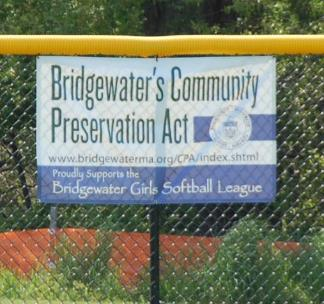 Bridgewater's Community
Preservation Act
www.bridgewaterma.org/CPA/index.shtml
Proudly Supports the
Bridgewater Girls Softball League